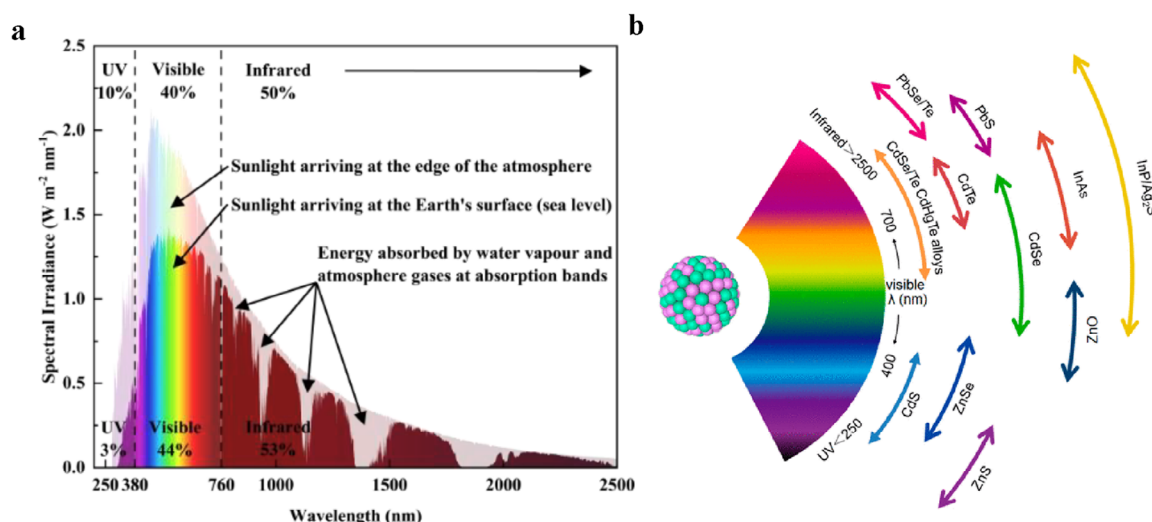 a
2.5
2.0
1.5
1.0
0.5
0.0
Spectral Irradiance (W m-2 nm-1)
UV
10%
Visible
40%
Infrared
50%
Sunlight arriving at the edge of the atmosphere
Sunlight arriving at the Earth's surface (sea level)
Energy absorbed by water vapour and
atmosphere gases at absorption bands
UV
3%
Visible
44%
Infrared
53%
250 380 760 1000 1500 2000 2500
Wavelength (nm)
b
Infrared>2500
700
visible
λ (nm)
400
UV<250
PbSe/Te
PbS
CdSe/Te CdHgTe alloys
CdTe
CdSe
InAs
InP/Ag2S
ZnO
CdS
ZnSe
ZnS